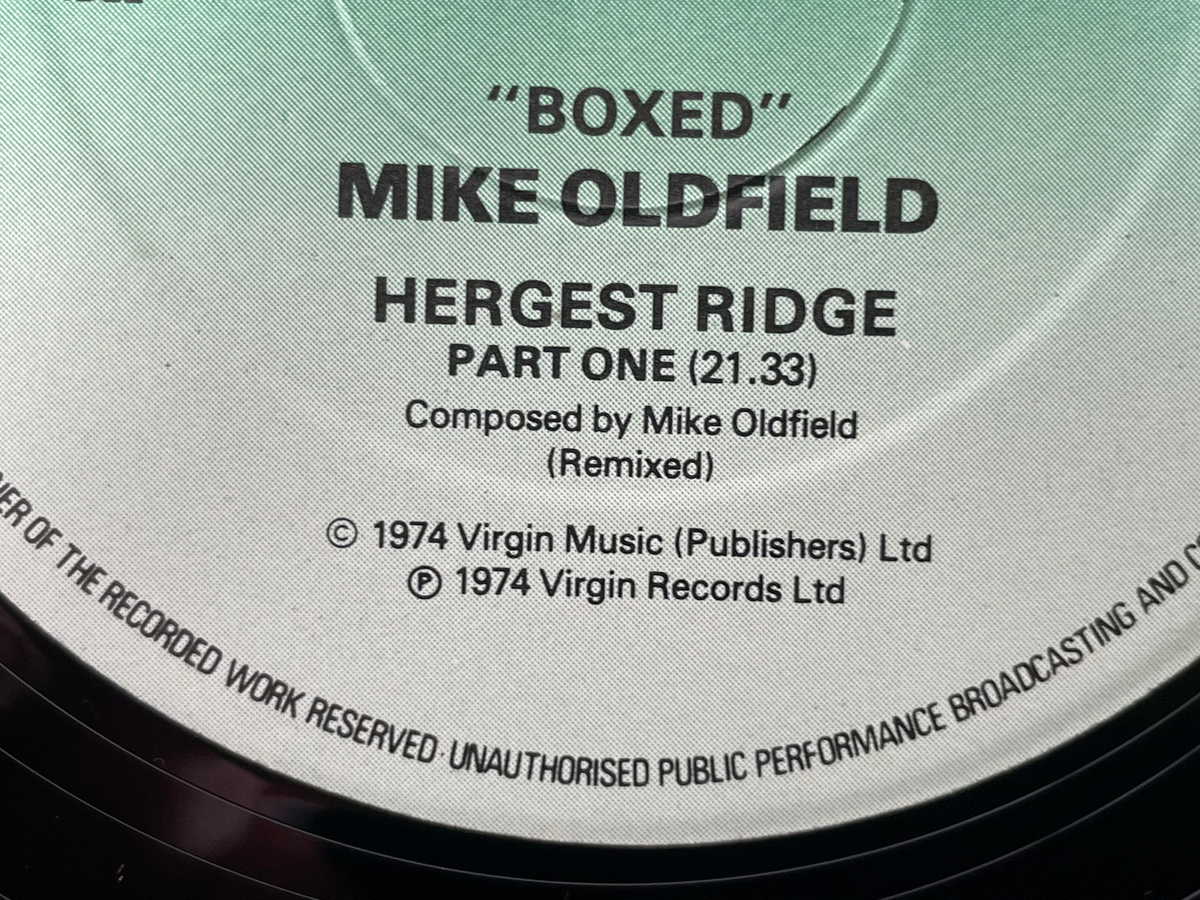 “BOXED”
MIKE OLDFIELD
HERGEST RIDGE
PART ONE (21.33)
Composed by Mike Oldfield
(Remixed)
© 1974 Virgin Music (Publishers) Ltd
℗ 1974 Virgin Records Ltd
OF THE RECORDED WORK RESERVED · UNAUTHORISED PUBLIC PERFORMANCE BROADCASTING AND